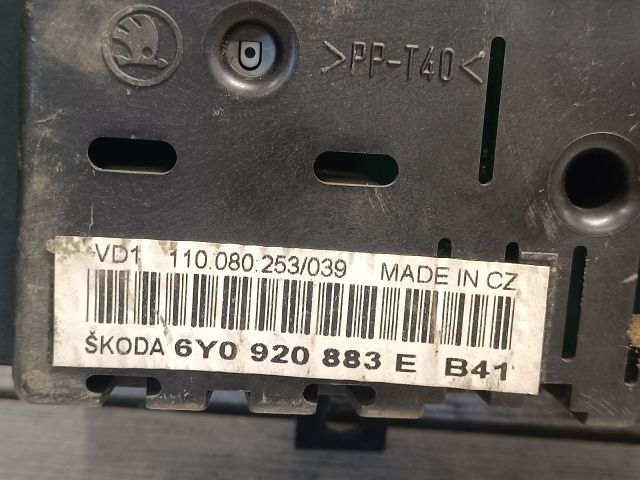 >PP-T40<
VD1 110.080.253/039 MADE IN CZ
ŠKODA 6Y0 920 883 E B41